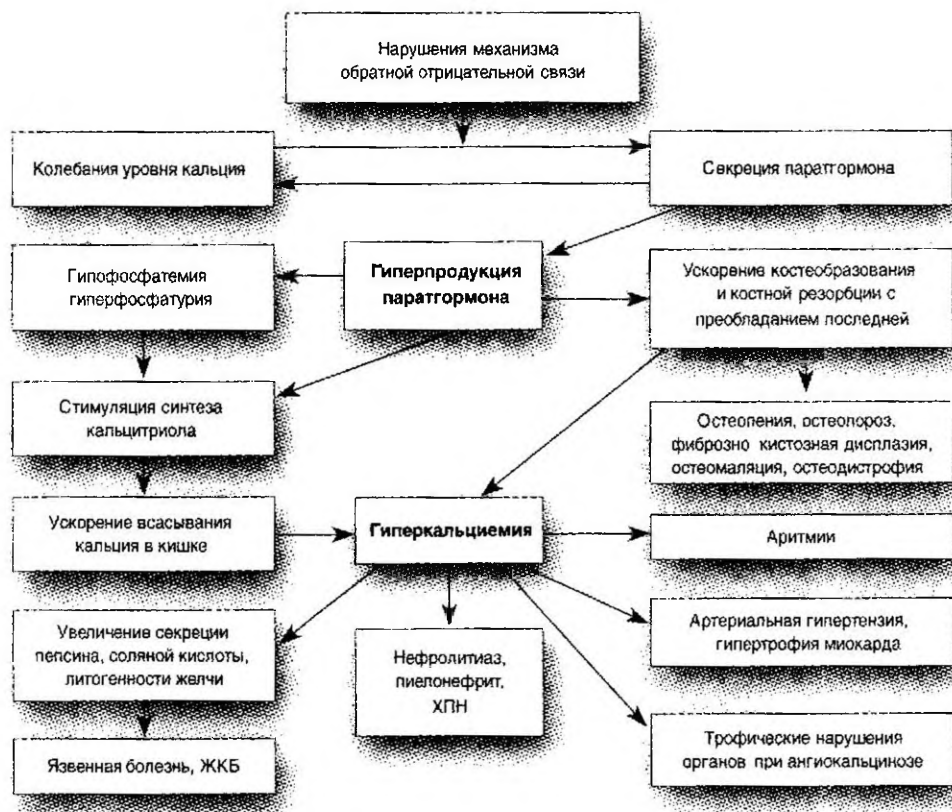 Нарушения механизма
обратной отрицательной связи
Колебания уровня кальция
Секреция паратгормона
Гипофосфатемия
гиперфосфатурия
Гиперпродукция
паратгормона
Ускорение костеобразования
и костной резорбции с
преобладанием последней
Стимуляция синтеза
кальцитриола
Остеопения, остеопороз,
фиброзно кистозная дисплазия,
остеомаляция, остеодистрофия
Ускорение всасывания
кальция в кишке
Гиперкальциемия
Аритмии
Увеличение секреции
пепсина, соляной кислоты,
литогенности желчи
Нефролитиаз,
пиелонефрит,
ХПН
Артериальная гипертензия,
гипертрофия миокарда
Язвенная болезнь, ЖКБ
Трофические нарушения
органов при ангиокальцинозе